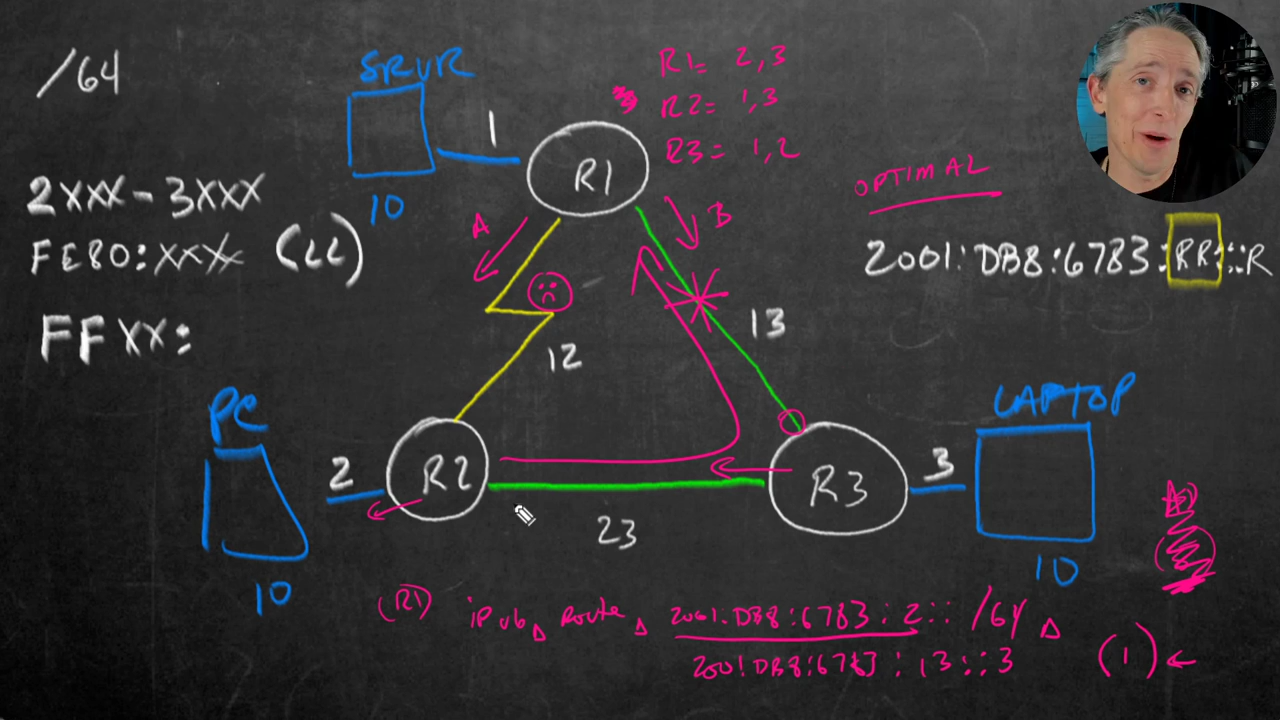 /64
SRVR
1
10
R1
R1= 2,3
R2= 1,3
R3= 1,2
OPTIMAL
2XXX - 3XXX
FE80:XXX (LL)
FFXX:
A
B
2001:DB8:6783:RR::R
12
13
PC
2
R2
10
23
R3
3
LAPTOP
10
(R1) ipv6 Route 2001:DB8:6783:2::/64
2001:DB8:6783:13::3 (1)